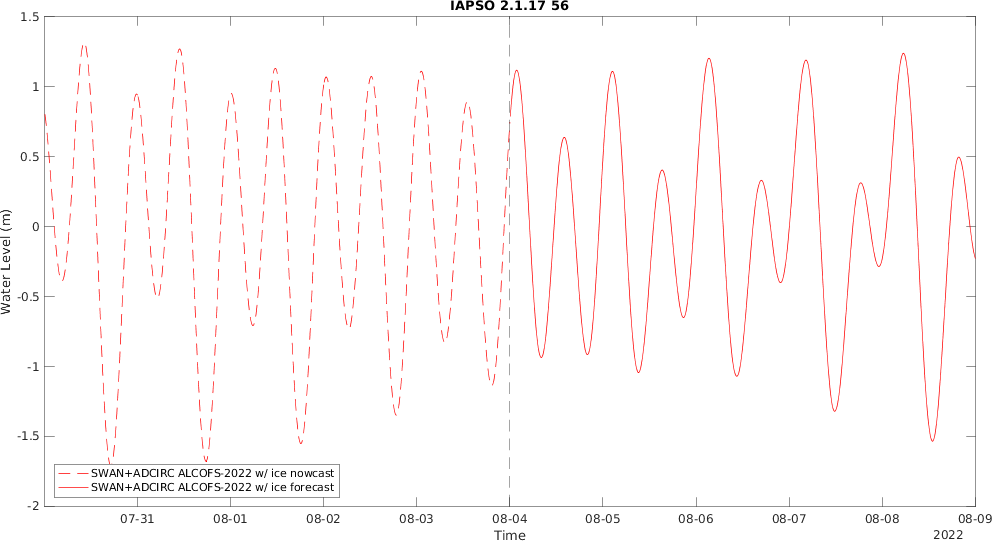 IAPSO 2.1.17 56
1.5
1
0.5
0
-0.5
-1
-1.5
-2
Water Level (m)
SWAN+ADCIRC ALCOFS-2022 w/ ice nowcast
SWAN+ADCIRC ALCOFS-2022 w/ ice forecast
07-31 08-01 08-02 08-03 08-04 08-05 08-06 08-07 08-08 08-09
Time
2022